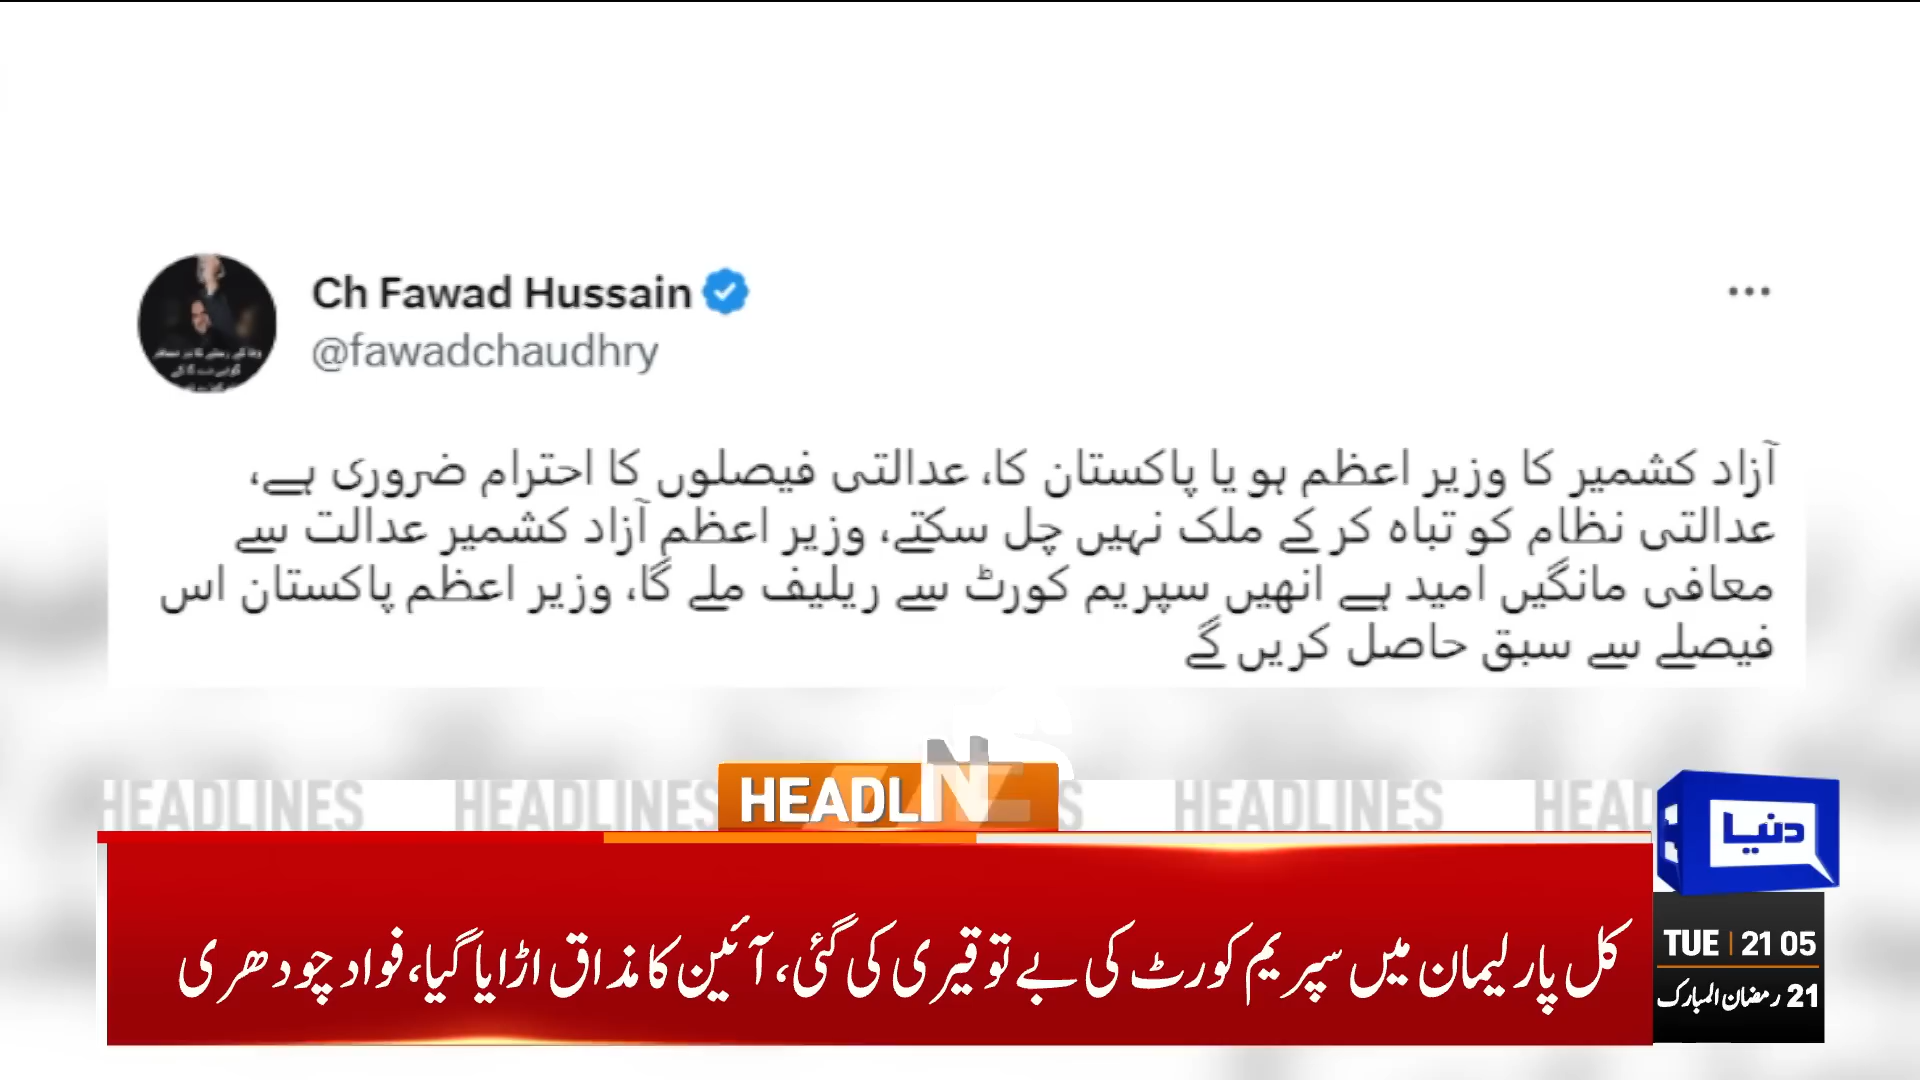 Ch Fawad Hussain
@fawadchaudhry
آزاد کشمیر کا وزیر اعظم ہو یا پاکستان کا، عدالتی فیصلوں کا احترام ضروری ہے،
عدالتی نظام کو تباہ کر کے ملک نہیں چل سکتے، وزیر اعظم آزاد کشمیر عدالت سے
معافی مانگیں امید ہے انھیں سپریم کورٹ سے ریلیف ملے گا، وزیر اعظم پاکستان اس
فیصلے سے سبق حاصل کریں گے
HEADLINES HEADLINES HEADLINES HEADLINES
HEADLINES
دنیا
کل پارلیمان میں سپریم کورٹ کی بے توقیری کی گئی، آئین کا مذاق اڑایا گیا، فواد چودھری
TUE 21 05
21 رمضان المبارک